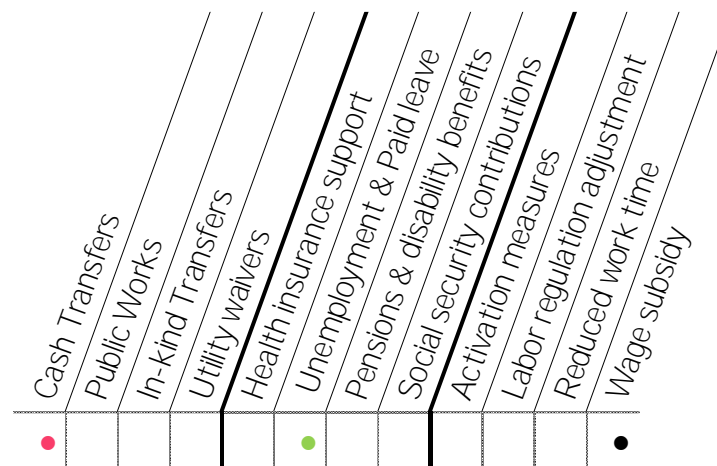 Cash Transfers
Public Works
In-Kind Transfers
Utility waivers
Health insurance support
Unemployment & Paid leave
Pensions & disability benefits
Social security contributions
Activation measures
Labor regulation adjustment
Reduced work time
Wage subsidy